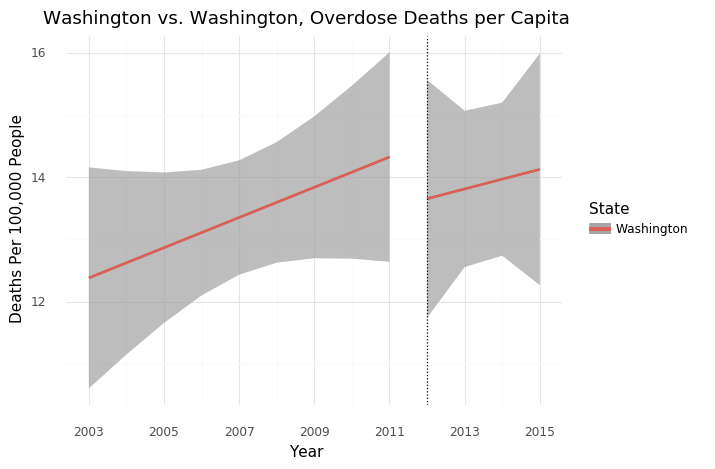 Washington vs. Washington, Overdose Deaths per Capita
16
14
12
Deaths Per 100,000 People
2003 2005 2007 2009 2011 2013 2015
Year
State
Washington